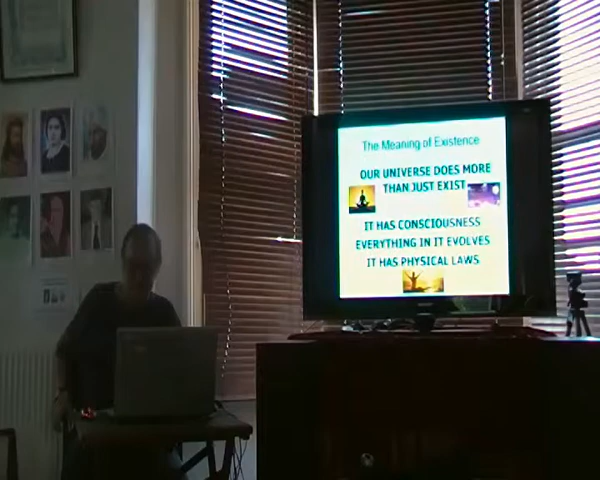 The Meaning of Existence
OUR UNIVERSE DOES MORE
THAN JUST EXIST
IT HAS CONSCIOUSNESS
EVERYTHING IN IT EVOLVES
IT HAS PHYSICAL LAWS